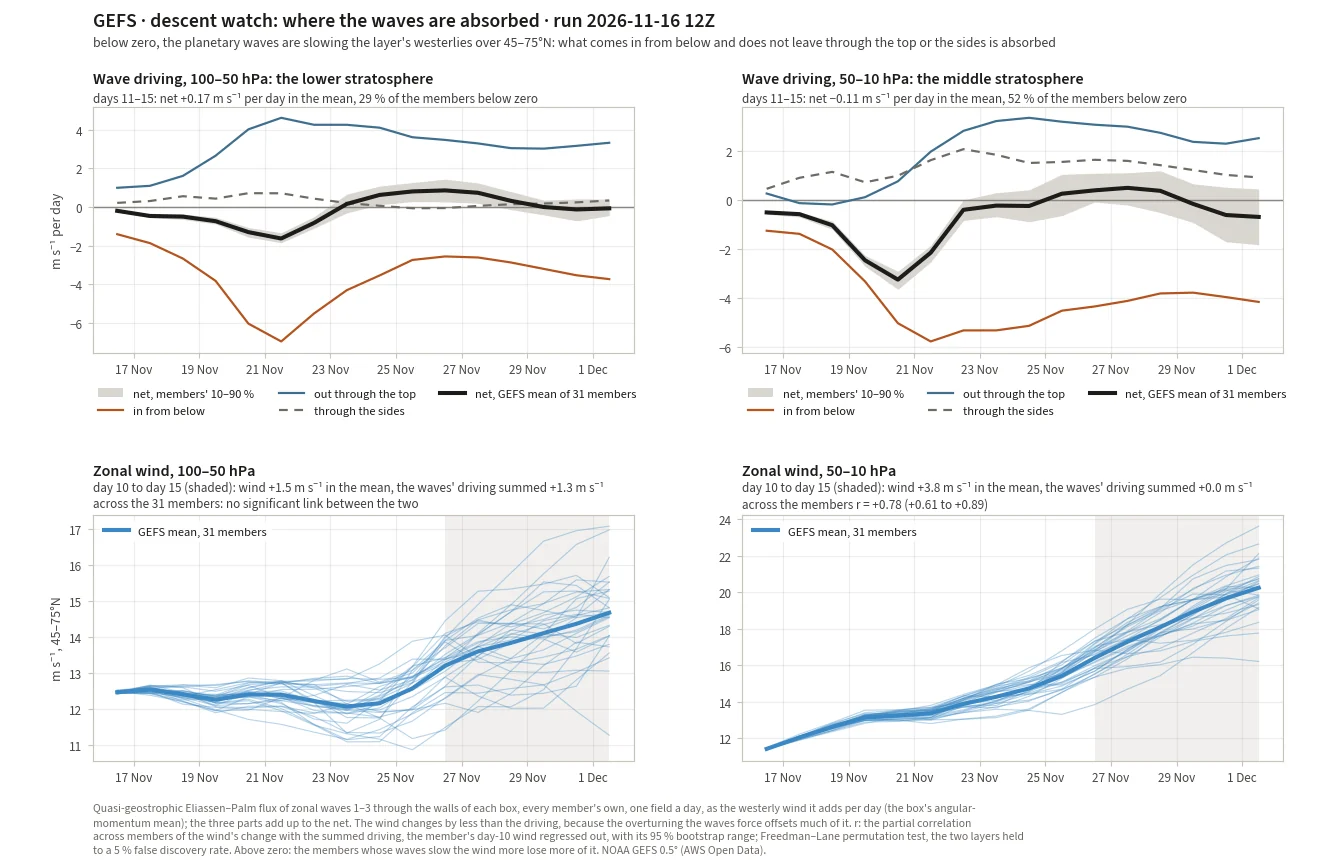 GEFS · descent watch: where the waves are absorbed · run 2026-11-16 12Z
below zero, the planetary waves are slowing the layer's westerlies over 45–75°N: what comes in from below and does not leave through the top or the sides is absorbed
Wave driving, 100–50 hPa: the lower stratosphere
days 11–15: net +0.17 m s⁻¹ per day in the mean, 29 % of the members below zero
4
2
0
−2
−4
−6
m s⁻¹ per day
17 Nov 19 Nov 21 Nov 23 Nov 25 Nov 27 Nov 29 Nov 1 Dec
net, members' 10–90 % out through the top net, GEFS mean of 31 members
in from below through the sides
Wave driving, 50–10 hPa: the middle stratosphere
days 11–15: net −0.11 m s⁻¹ per day in the mean, 52 % of the members below zero
2
0
−2
−4
−6
17 Nov 19 Nov 21 Nov 23 Nov 25 Nov 27 Nov 29 Nov 1 Dec
net, members' 10–90 % out through the top net, GEFS mean of 31 members
in from below through the sides
Zonal wind, 100–50 hPa
day 10 to day 15 (shaded): wind +1.5 m s⁻¹ in the mean, the waves' driving summed +1.3 m s⁻¹
across the 31 members: no significant link between the two
GEFS mean, 31 members
17
16
15
14
13
12
11
m s⁻¹, 45–75°N
17 Nov 19 Nov 21 Nov 23 Nov 25 Nov 27 Nov 29 Nov 1 Dec
Zonal wind, 50–10 hPa
day 10 to day 15 (shaded): wind +3.8 m s⁻¹ in the mean, the waves' driving summed +0.0 m s⁻¹
across the members r = +0.78 (+0.61 to +0.89)
GEFS mean, 31 members
24
22
20
18
16
14
12
17 Nov 19 Nov 21 Nov 23 Nov 25 Nov 27 Nov 29 Nov 1 Dec
Quasi-geostrophic Eliassen–Palm flux of zonal waves 1–3 through the walls of each box, every member's own, one field a day, as the westerly wind it adds per day (the box's angular-
momentum mean); the three parts add up to the net. The wind changes by less than the driving, because the overturning the waves force offsets much of it. r: the partial correlation
across members of the wind's change with the summed driving, the member's day-10 wind regressed out, with its 95 % bootstrap range; Freedman–Lane permutation test, the two layers held
to a 5 % false discovery rate. Above zero: the members whose waves slow the wind more lose more of it. NOAA GEFS 0.5° (AWS Open Data).